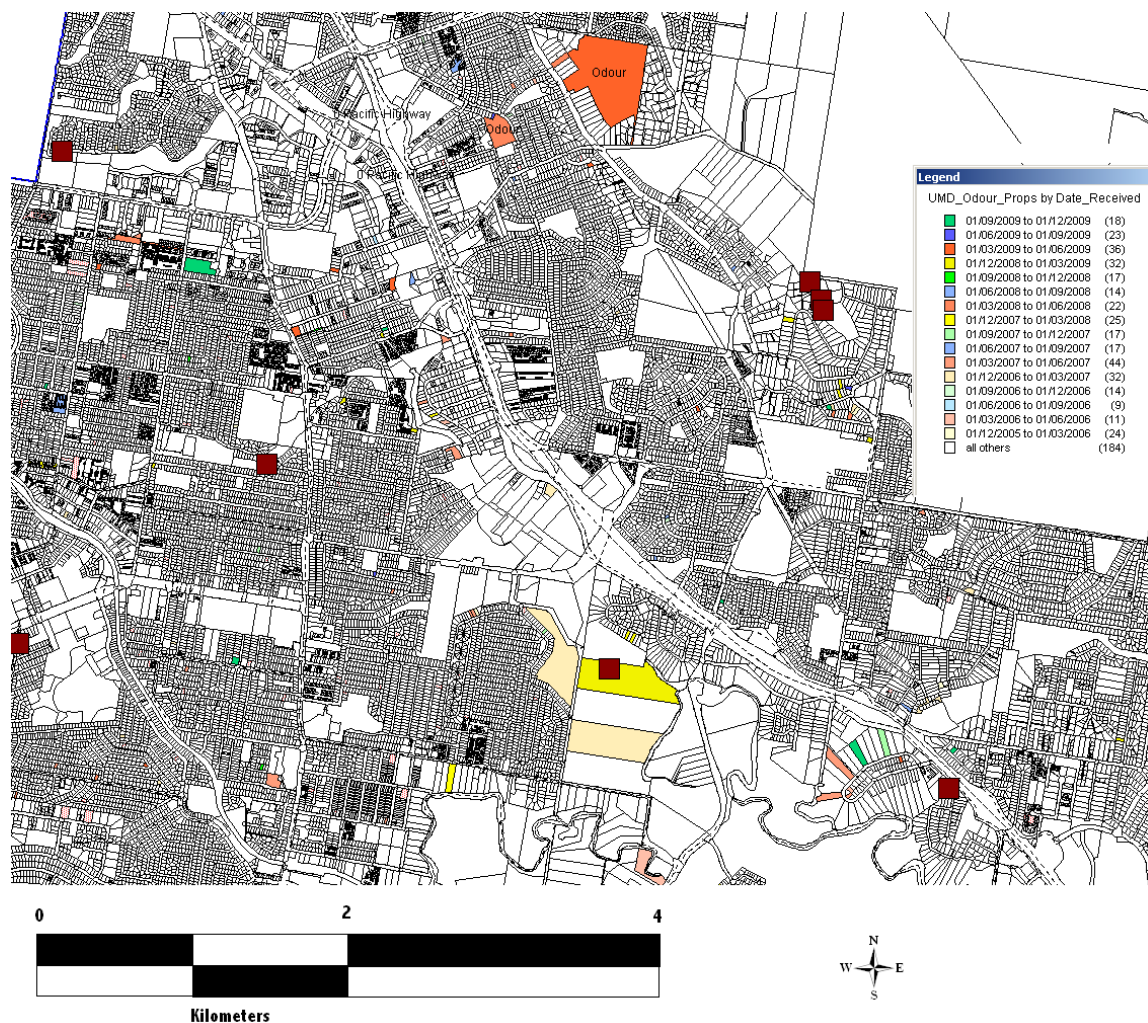 Odour
0 Pacific Highway
Odour
0 Pacific Highway
Legend
UMD_Odour_Props by Date_Received
01/09/2009 to 01/12/2009 (18)
01/06/2009 to 01/09/2009 (23)
01/03/2009 to 01/06/2009 (36)
01/12/2008 to 01/03/2009 (32)
01/09/2008 to 01/12/2008 (17)
01/06/2008 to 01/09/2008 (14)
01/03/2008 to 01/06/2008 (22)
01/12/2007 to 01/03/2008 (25)
01/09/2007 to 01/12/2007 (17)
01/06/2007 to 01/09/2007 (17)
01/03/2007 to 01/06/2007 (44)
01/12/2006 to 01/03/2007 (32)
01/09/2006 to 01/12/2006 (14)
01/06/2006 to 01/09/2006 (9)
01/03/2006 to 01/06/2006 (11)
01/12/2005 to 01/03/2006 (24)
all others (184)
0 2 4
Kilometers
N
W E
S